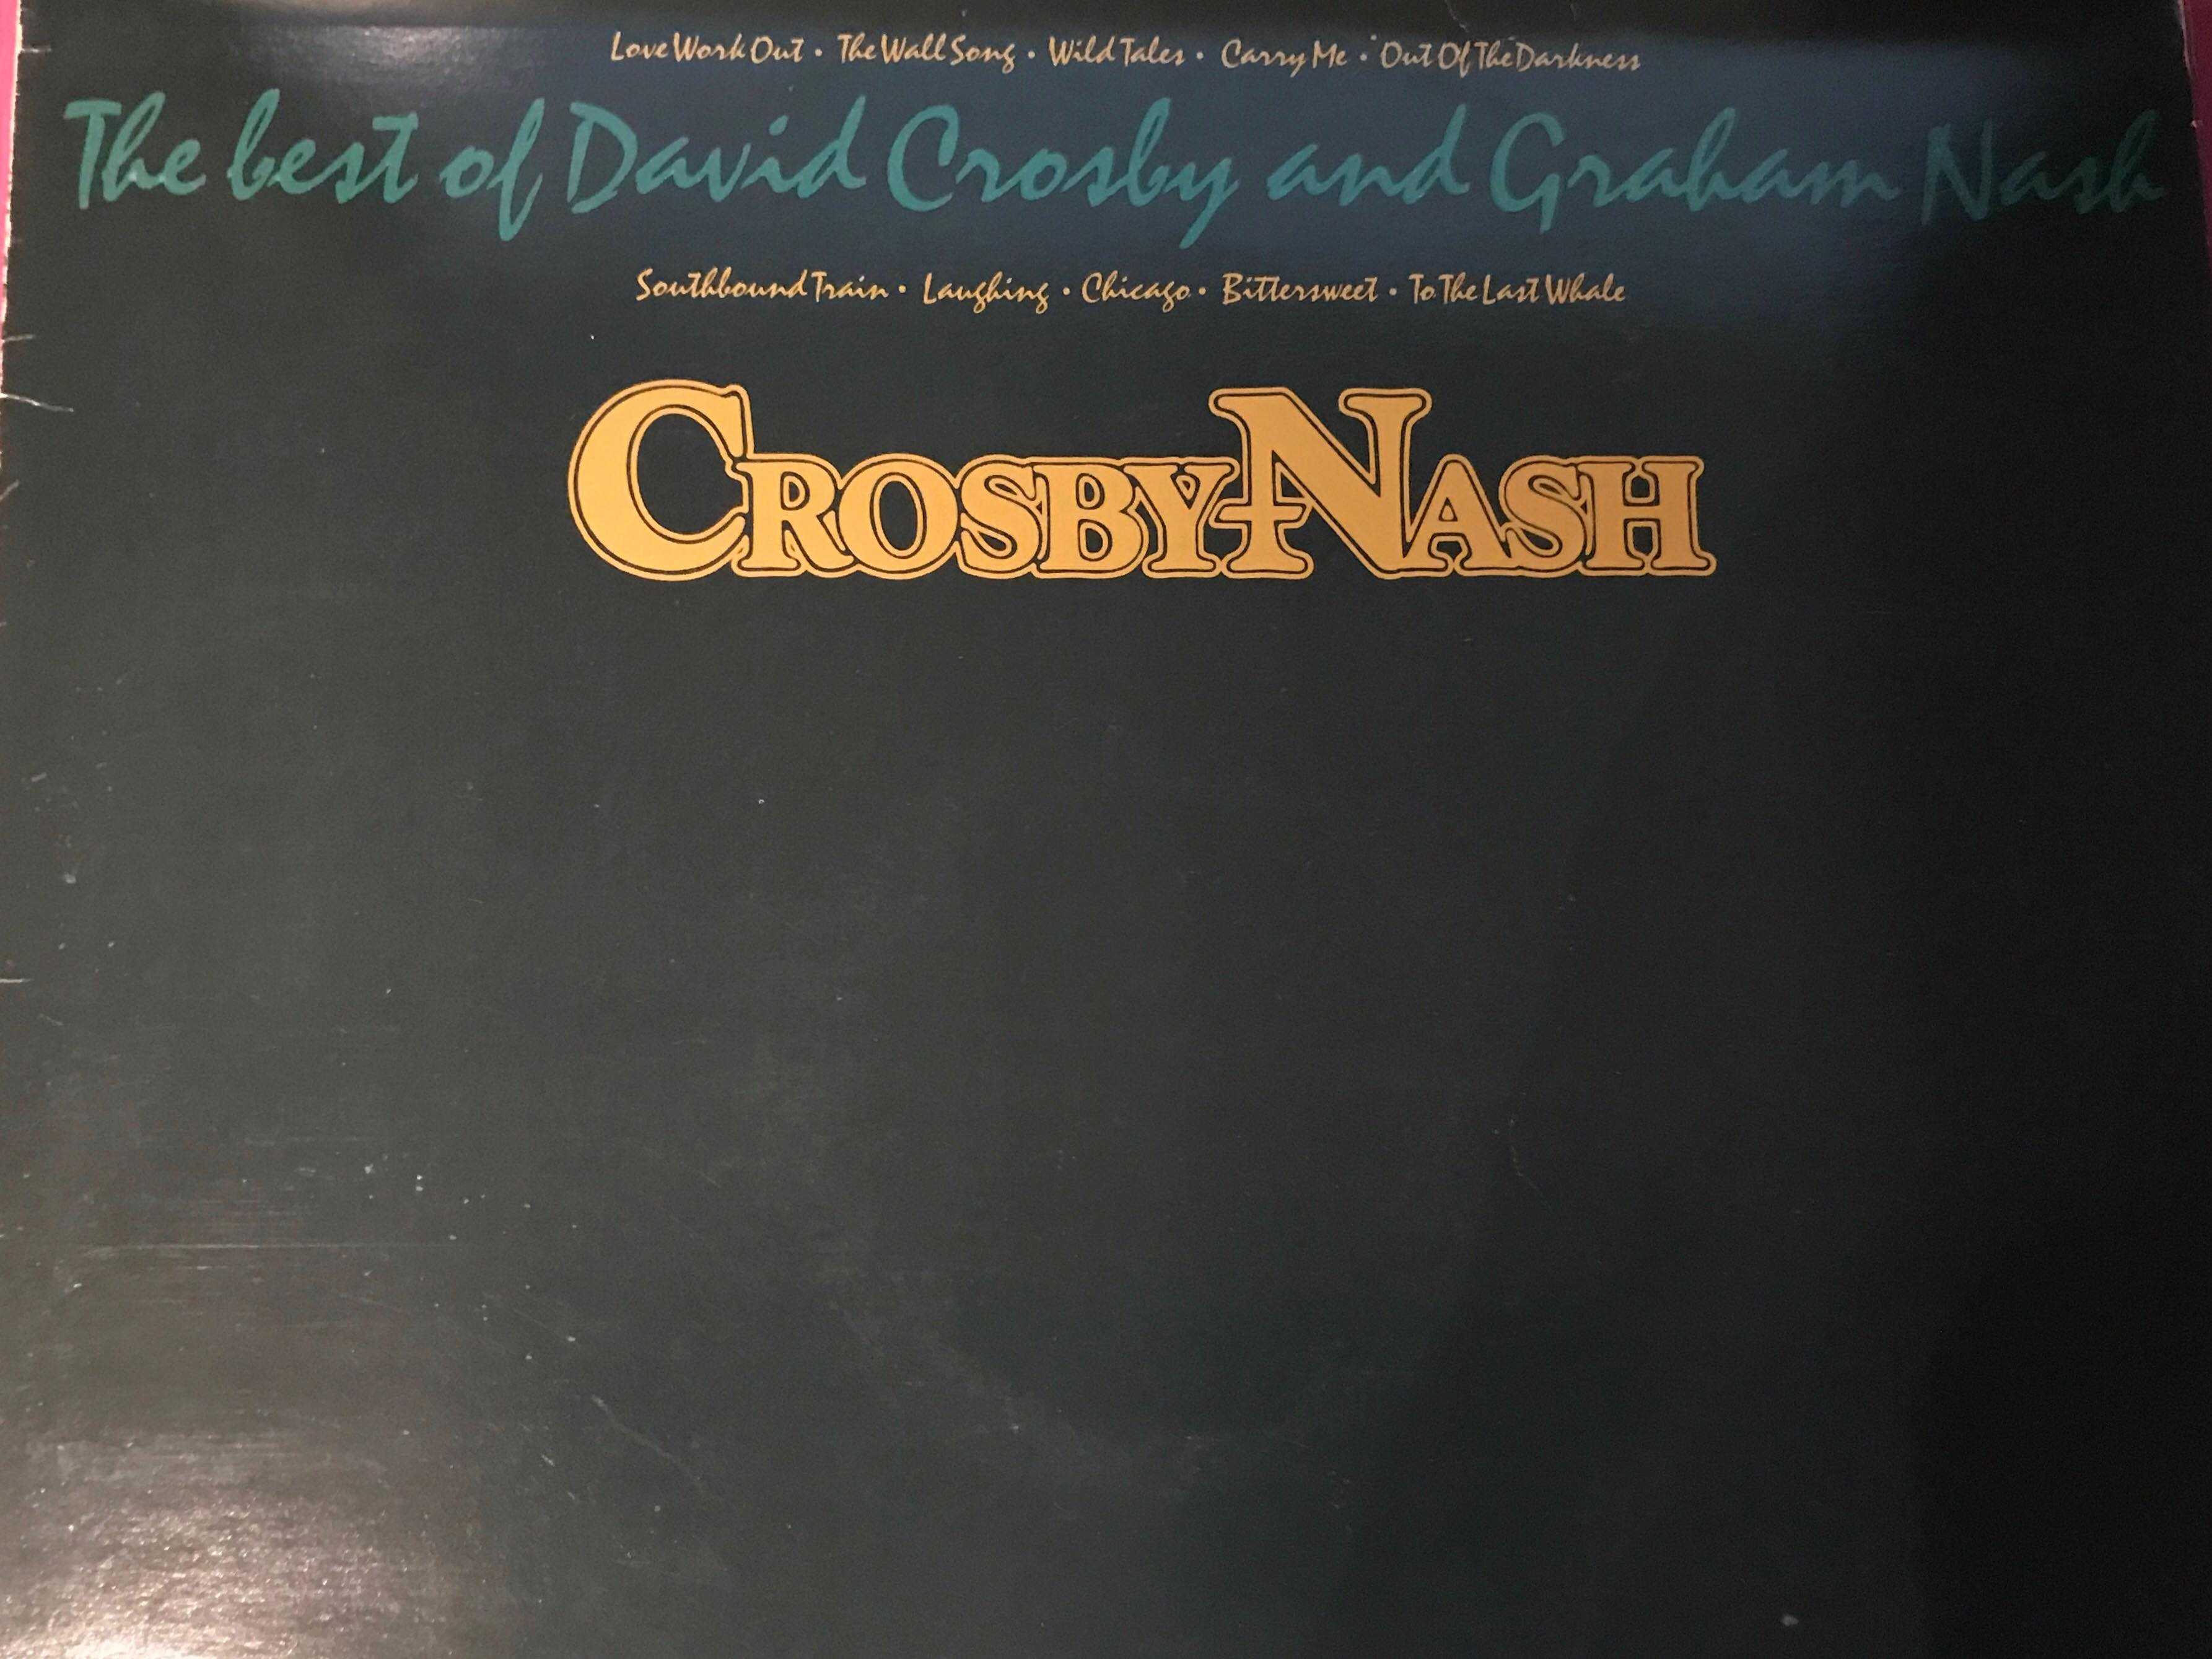 Love Work Out • The Wall Song • Wild Tales • Carry Me • Out Of The Darkness
The best of David Crosby and Graham Nash
Southbound Train • Laughing • Chicago • Bittersweet • To The Last Whale
CROSBY-NASH